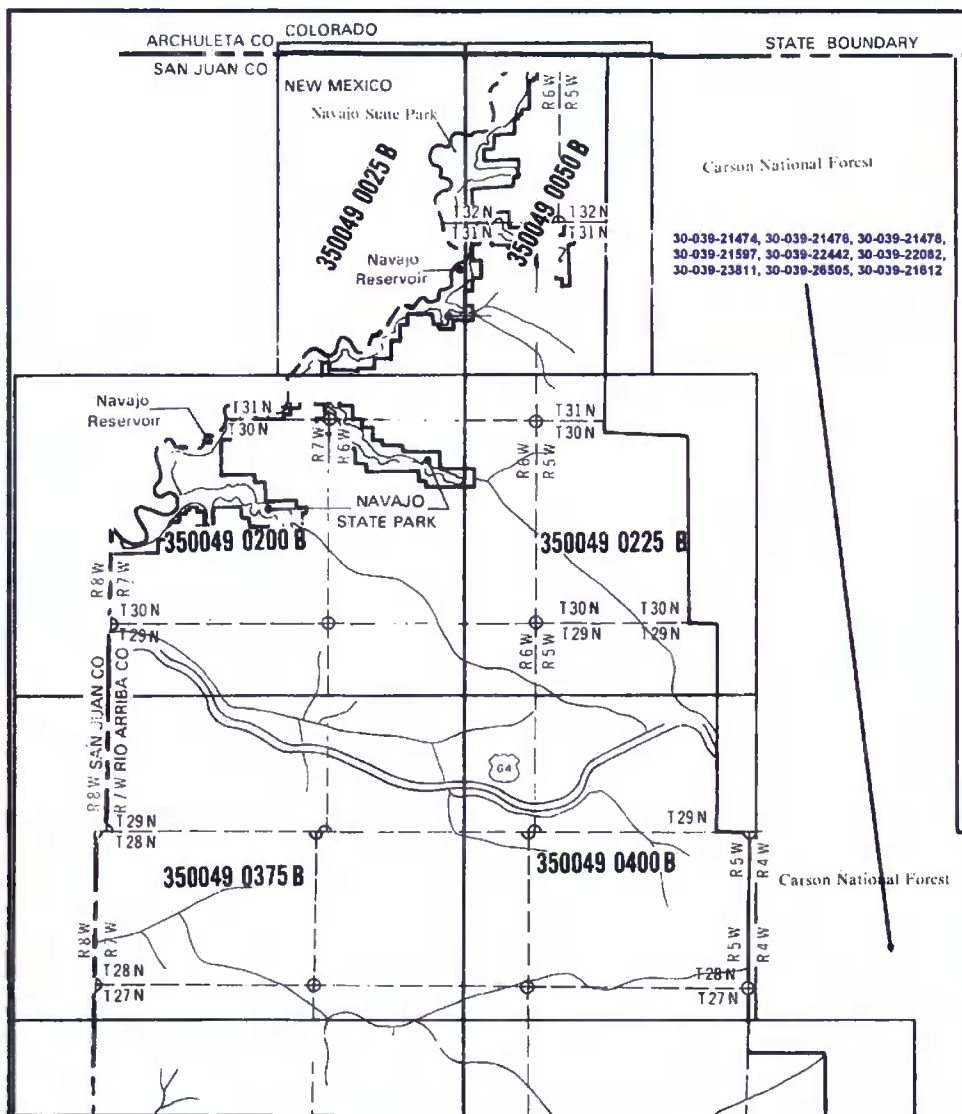 COLORADO
ARCHULETA CO
STATE BOUNDARY
SAN JUAN CO
NEW MEXICO
Navajo State Park
R6W
R5W
350049 0025 B
350049 0050 B
Carson National Forest
T32N
T32N
T31N
T31N
30-039-21474, 30-039-21476, 30-039-21478,
30-039-21597, 30-039-22442, 30-039-22082,
30-039-23811, 30-039-26505, 30-039-21612
Navajo
Reservoir
Navajo
Reservoir
T31N
T30N
T31N
T30N
R7W
R6W
R6W
R5W
NAVAJO
STATE PARK
350049 0200 B
350049 0225 B
R8W
R7W
T30N
T29N
T30N
T30N
T29N
T29N
R6W
R5W
R8W SAN JUAN CO
R7W RIO ARRIBA CO
64
T29N
T28N
T29N
350049 0375 B
350049 0400 B
R5W
R4W
Carson National Forest
R8W
R7W
R5W
R4W
T28N
T27N
T28N
T27N